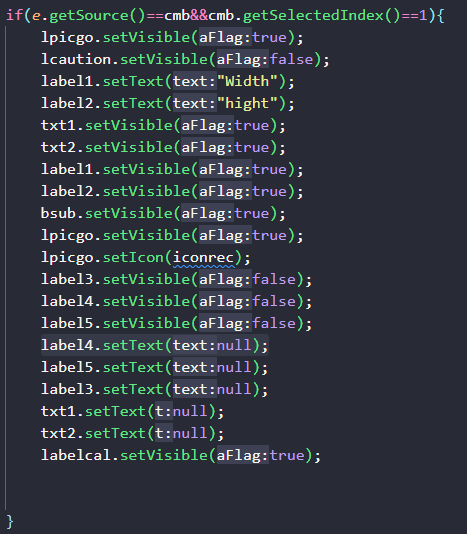 if(e.getSource()==cmb&&cmb.getSelectedIndex()==1){
lpicgo.setVisible(aFlag:true);
lcaution.setVisible(aFlag:false);
label1.setText(text:"Width");
label2.setText(text:"hight");
txt1.setVisible(aFlag:true);
txt2.setVisible(aFlag:true);
label1.setVisible(aFlag:true);
label2.setVisible(aFlag:true);
bsub.setVisible(aFlag:true);
lpicgo.setVisible(aFlag:true);
lpicgo.setIcon(iconrec);
label3.setVisible(aFlag:false);
label4.setVisible(aFlag:false);
label5.setVisible(aFlag:false);
label4.setText(text:null);
label5.setText(text:null);
label3.setText(text:null);
txt1.setText(t:null);
txt2.setText(t:null);
labelcal.setVisible(aFlag:true);
}